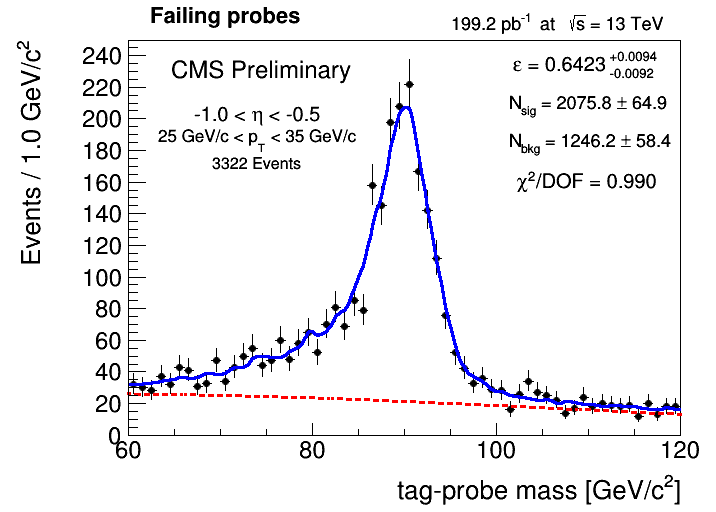 Failing probes
199.2 pb⁻¹ at √s = 13 TeV
CMS Preliminary
-1.0 < η < -0.5
25 GeV/c < p_T < 35 GeV/c
3322 Events
ε = 0.6423 +0.0094 -0.0092
N_sig = 2075.8 ± 64.9
N_bkg = 1246.2 ± 58.4
χ²/DOF = 0.990
Events / 1.0 GeV/c²
240
220
200
180
160
140
120
100
80
60
40
20
0
60 80 100 120
tag-probe mass [GeV/c²]